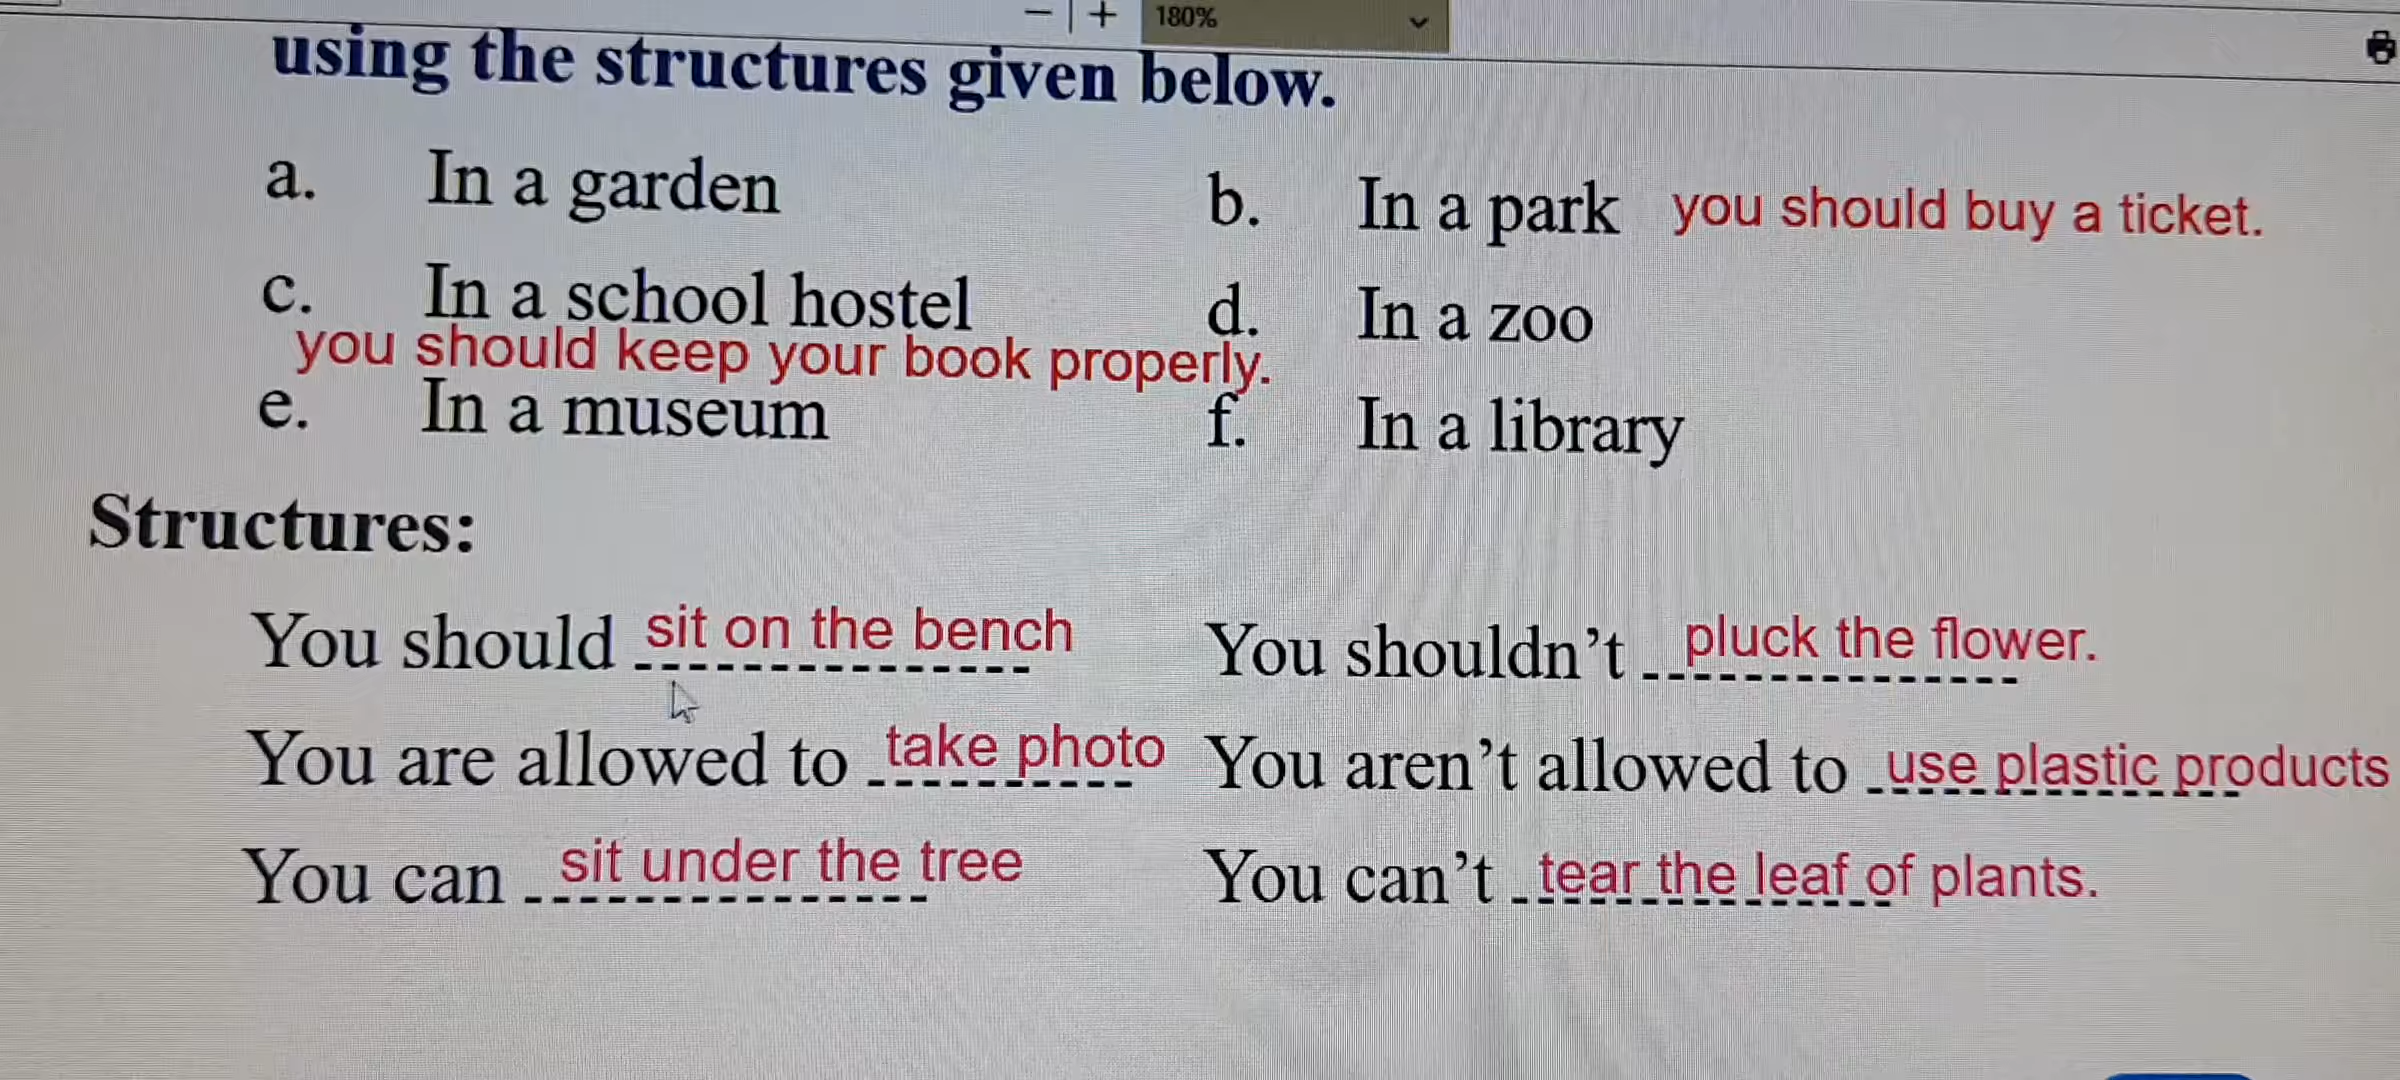 180%
using the structures given below.
a. In a garden b. In a park you should buy a ticket.
c. In a school hostel d. In a zoo
you should keep your book properly.
e. In a museum f. In a library
Structures:
You should sit on the bench You shouldn't pluck the flower.
You are allowed to take photo You aren't allowed to use plastic products
You can sit under the tree You can't tear the leaf of plants.